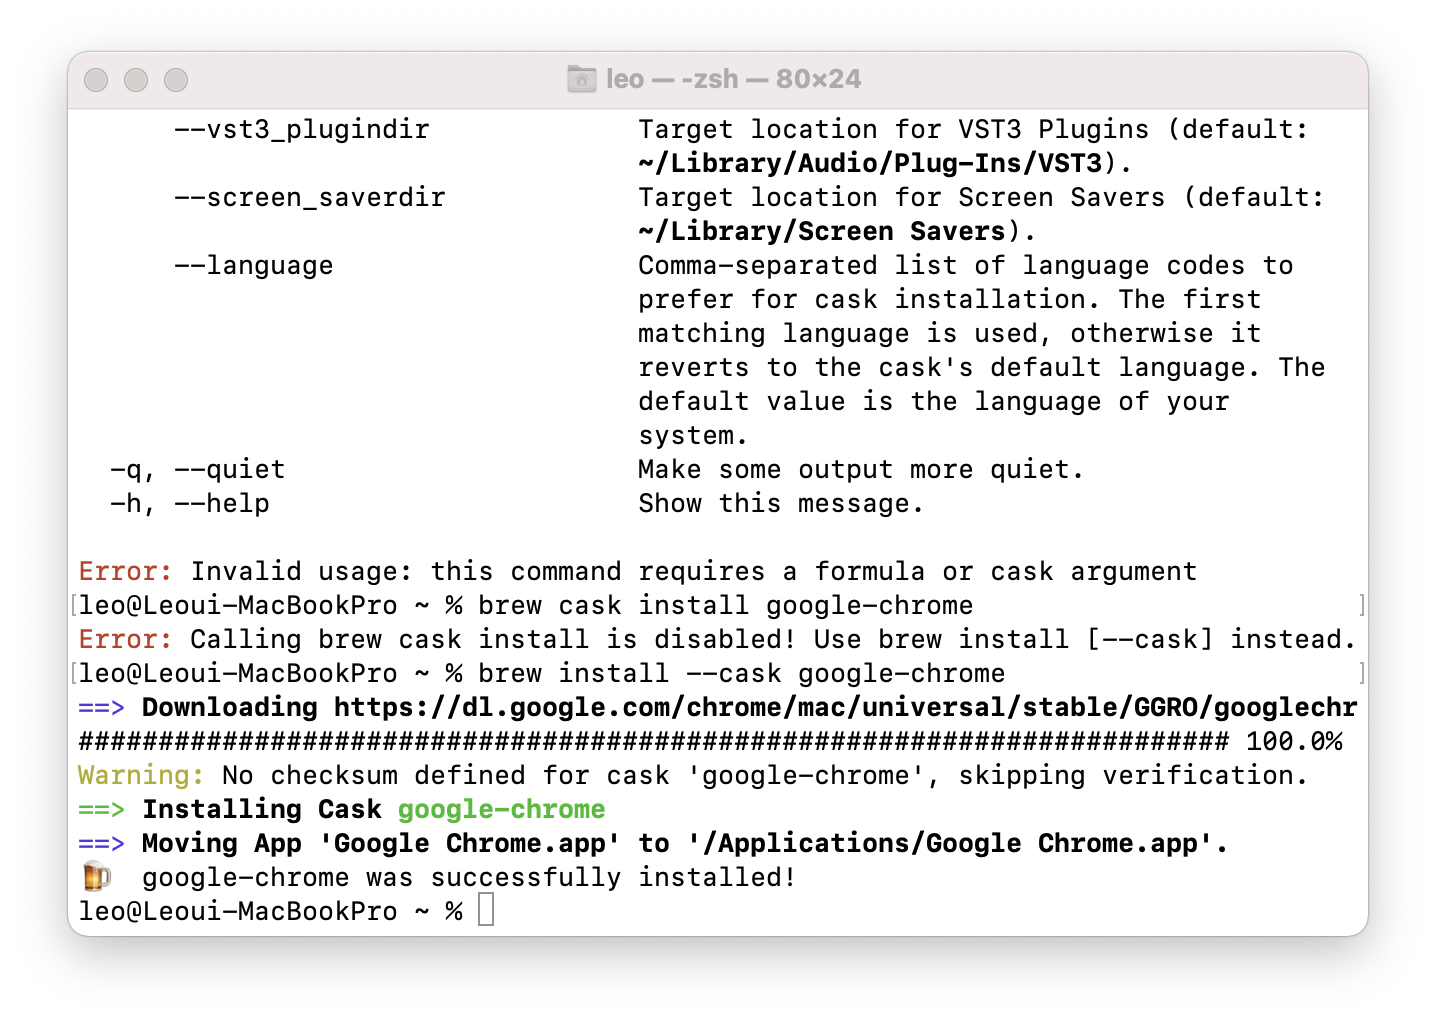 leo — -zsh — 80×24
--vst3_plugindir Target location for VST3 Plugins (default:
~/Library/Audio/Plug-Ins/VST3).
--screen_saverdir Target location for Screen Savers (default:
~/Library/Screen Savers).
--language Comma-separated list of language codes to
prefer for cask installation. The first
matching language is used, otherwise it
reverts to the cask's default language. The
default value is the language of your
system.
-q, --quiet Make some output more quiet.
-h, --help Show this message.
Error: Invalid usage: this command requires a formula or cask argument
[leo@Leoui-MacBookPro ~ % brew cask install google-chrome ]
Error: Calling brew cask install is disabled! Use brew install [--cask] instead.
[leo@Leoui-MacBookPro ~ % brew install --cask google-chrome ]
==> Downloading https://dl.google.com/chrome/mac/universal/stable/GGRO/googlechr
######################################################################## 100.0%
Warning: No checksum defined for cask 'google-chrome', skipping verification.
==> Installing Cask google-chrome
==> Moving App 'Google Chrome.app' to '/Applications/Google Chrome.app'.
🍺 google-chrome was successfully installed!
leo@Leoui-MacBookPro ~ %